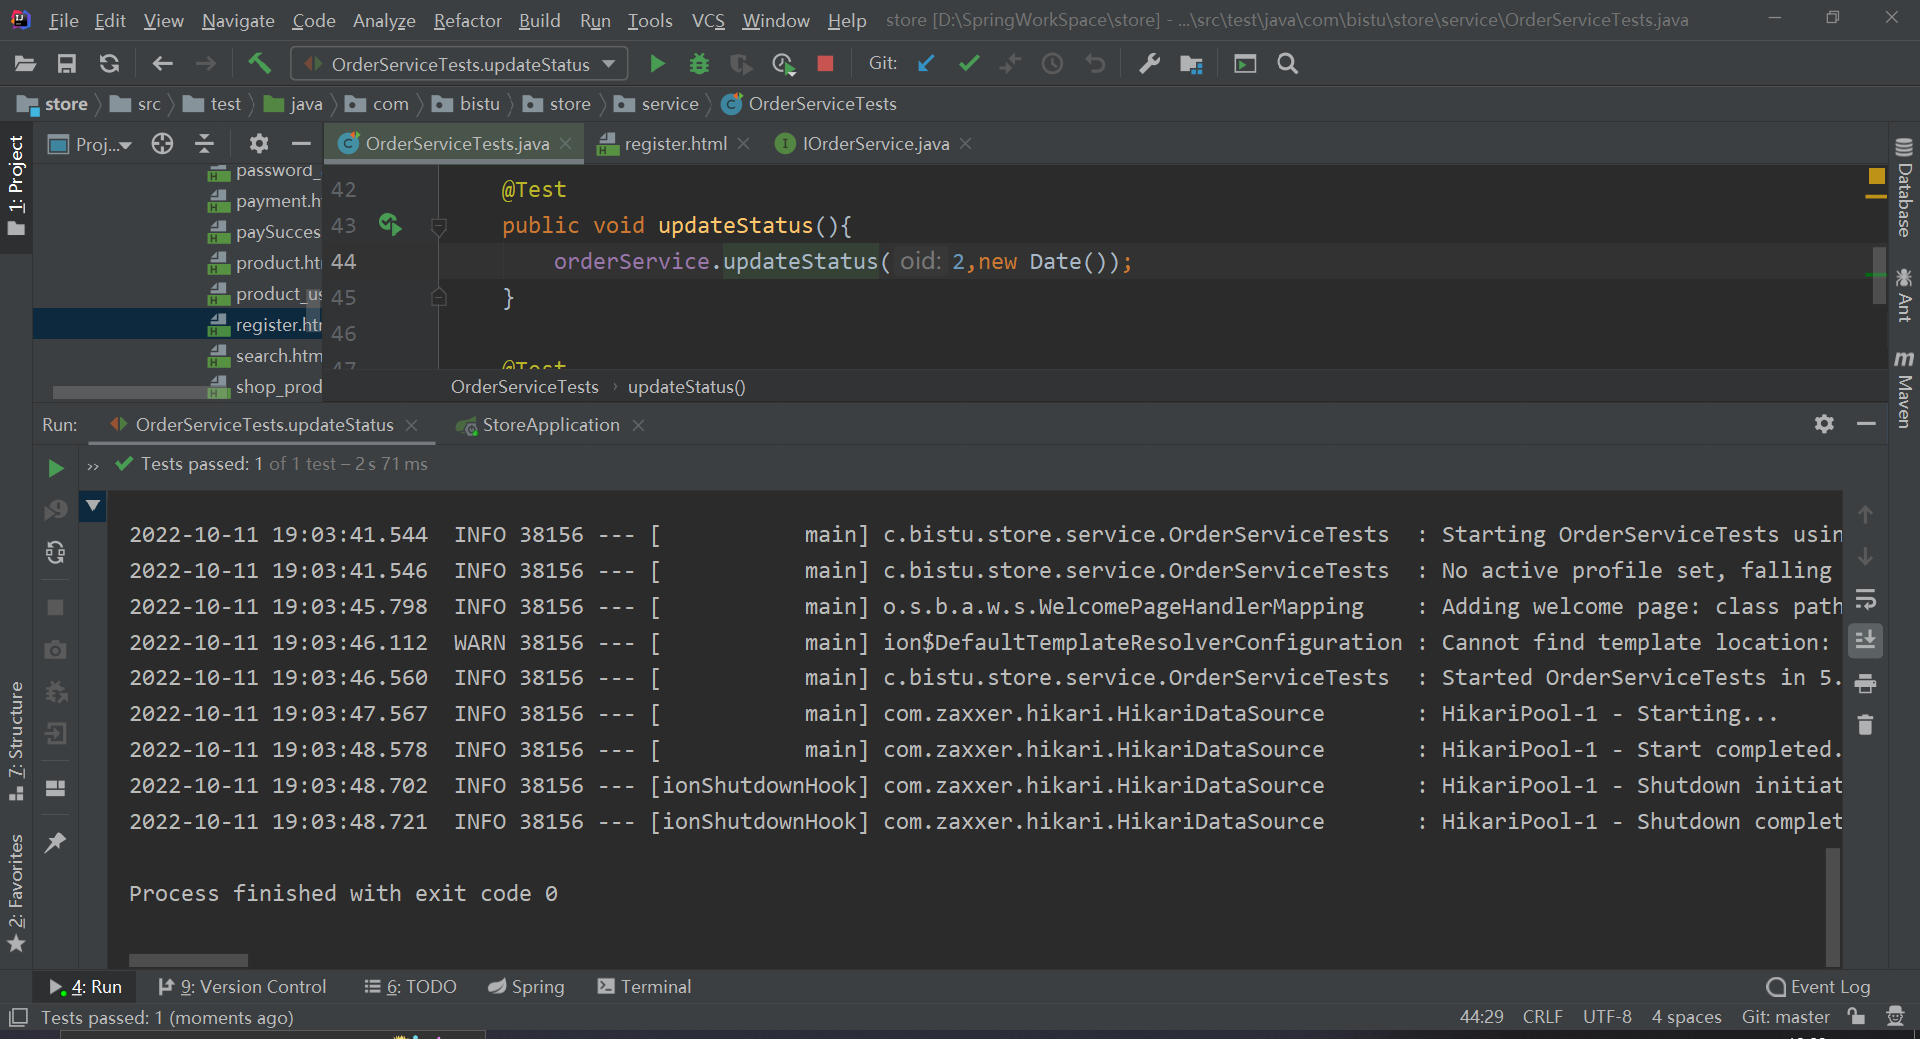 File Edit View Navigate Code Analyze Refactor Build Run Tools VCS Window Help store [D:\SpringWorkSpace\store] - ...\src\test\java\com\bistu\store\service\OrderServiceTests.java
OrderServiceTests.updateStatus Git:
store src test java com bistu store service OrderServiceTests
1: Project
Proj...
OrderServiceTests.java register.html IOrderService.java
password_
payment.h
paySucces
product.htm
product_us
register.htm
search.htm
shop_prod
42 @Test
43 public void updateStatus(){
44 orderService.updateStatus( oid: 2,new Date());
45 }
46
47 @Test
OrderServiceTests › updateStatus()
Database
Ant
Maven
Run: OrderServiceTests.updateStatus StoreApplication
» Tests passed: 1 of 1 test – 2 s 71 ms
2022-10-11 19:03:41.544 INFO 38156 --- [ main] c.bistu.store.service.OrderServiceTests : Starting OrderServiceTests usin
2022-10-11 19:03:41.546 INFO 38156 --- [ main] c.bistu.store.service.OrderServiceTests : No active profile set, falling
2022-10-11 19:03:45.798 INFO 38156 --- [ main] o.s.b.a.w.s.WelcomePageHandlerMapping : Adding welcome page: class path
2022-10-11 19:03:46.112 WARN 38156 --- [ main] ion$DefaultTemplateResolverConfiguration : Cannot find template location:
2022-10-11 19:03:46.560 INFO 38156 --- [ main] c.bistu.store.service.OrderServiceTests : Started OrderServiceTests in 5.
2022-10-11 19:03:47.567 INFO 38156 --- [ main] com.zaxxer.hikari.HikariDataSource : HikariPool-1 - Starting...
2022-10-11 19:03:48.578 INFO 38156 --- [ main] com.zaxxer.hikari.HikariDataSource : HikariPool-1 - Start completed.
2022-10-11 19:03:48.702 INFO 38156 --- [ionShutdownHook] com.zaxxer.hikari.HikariDataSource : HikariPool-1 - Shutdown initiat
2022-10-11 19:03:48.721 INFO 38156 --- [ionShutdownHook] com.zaxxer.hikari.HikariDataSource : HikariPool-1 - Shutdown complet
Process finished with exit code 0
7: Structure
2: Favorites
4: Run 9: Version Control 6: TODO Spring Terminal Event Log
Tests passed: 1 (moments ago) 44:29 CRLF UTF-8 4 spaces Git: master